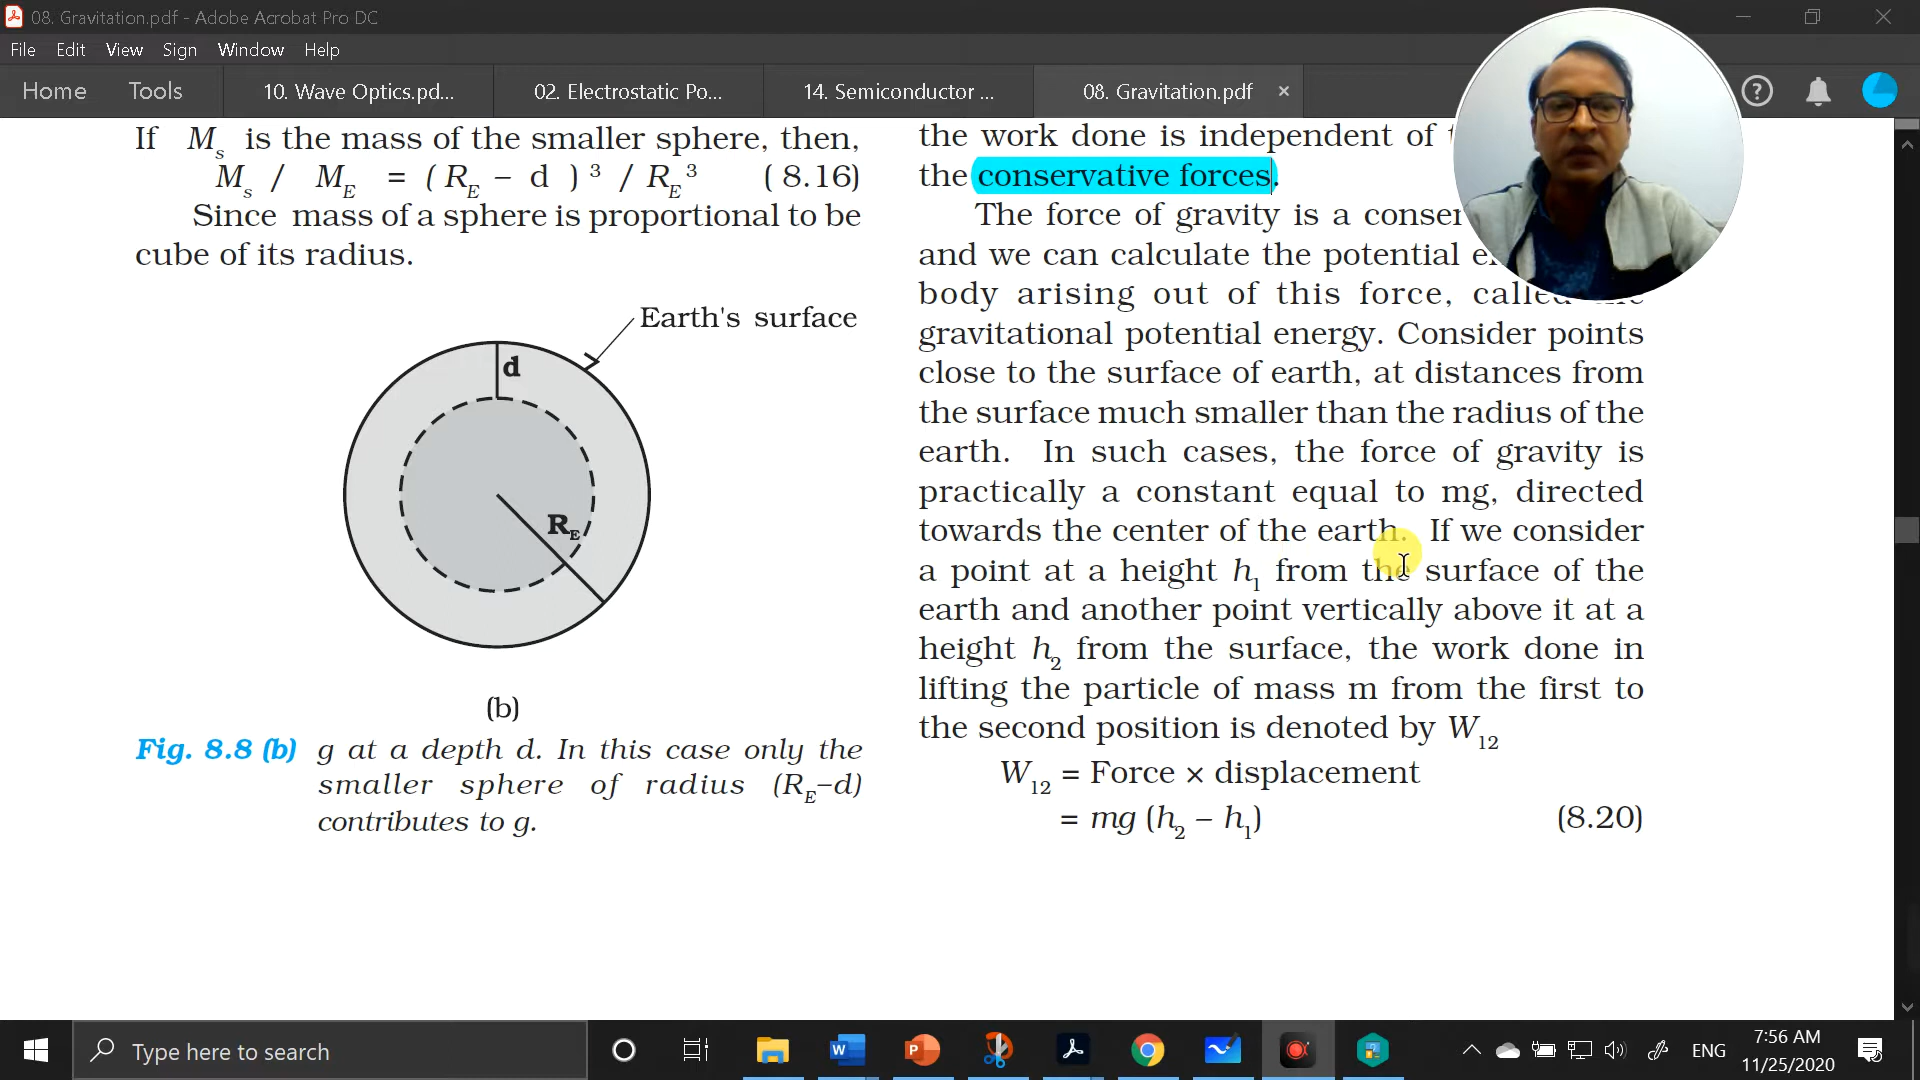 08. Gravitation.pdf - Adobe Acrobat Pro DC
File Edit View Sign Window Help
Home Tools 10. Wave Optics.pd... 02. Electrostatic Po... 14. Semiconductor ... 08. Gravitation.pdf ×
If Ms is the mass of the smaller sphere, then,
Ms / ME = ( RE – d ) 3 / RE 3 ( 8.16)
Since mass of a sphere is proportional to be
cube of its radius.
Earth's surface
d
RE
(b)
Fig. 8.8 (b) g at a depth d. In this case only the
smaller sphere of radius (RE–d)
contributes to g.
the work done is independent of
the conservative forces.
The force of gravity is a
and we can calculate the potential
body arising out of this force, called
gravitational potential energy. Consider points
close to the surface of earth, at distances from
the surface much smaller than the radius of the
earth. In such cases, the force of gravity is
practically a constant equal to mg, directed
towards the center of the earth. If we consider
a point at a height h1 from the surface of the
earth and another point vertically above it at a
height h2 from the surface, the work done in
lifting the particle of mass m from the first to
the second position is denoted by W12
W12 = Force × displacement
= mg (h2 – h1) (8.20)
Type here to search
ENG
7:56 AM
11/25/2020